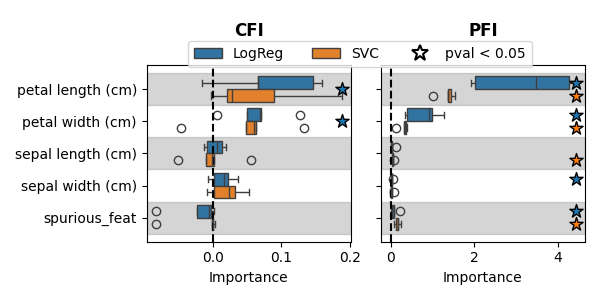 CFI PFI
LogReg SVC pval < 0.05
petal length (cm)
petal width (cm)
sepal length (cm)
sepal width (cm)
spurious_feat
0.0 0.1 0.2 0 2 4
Importance Importance